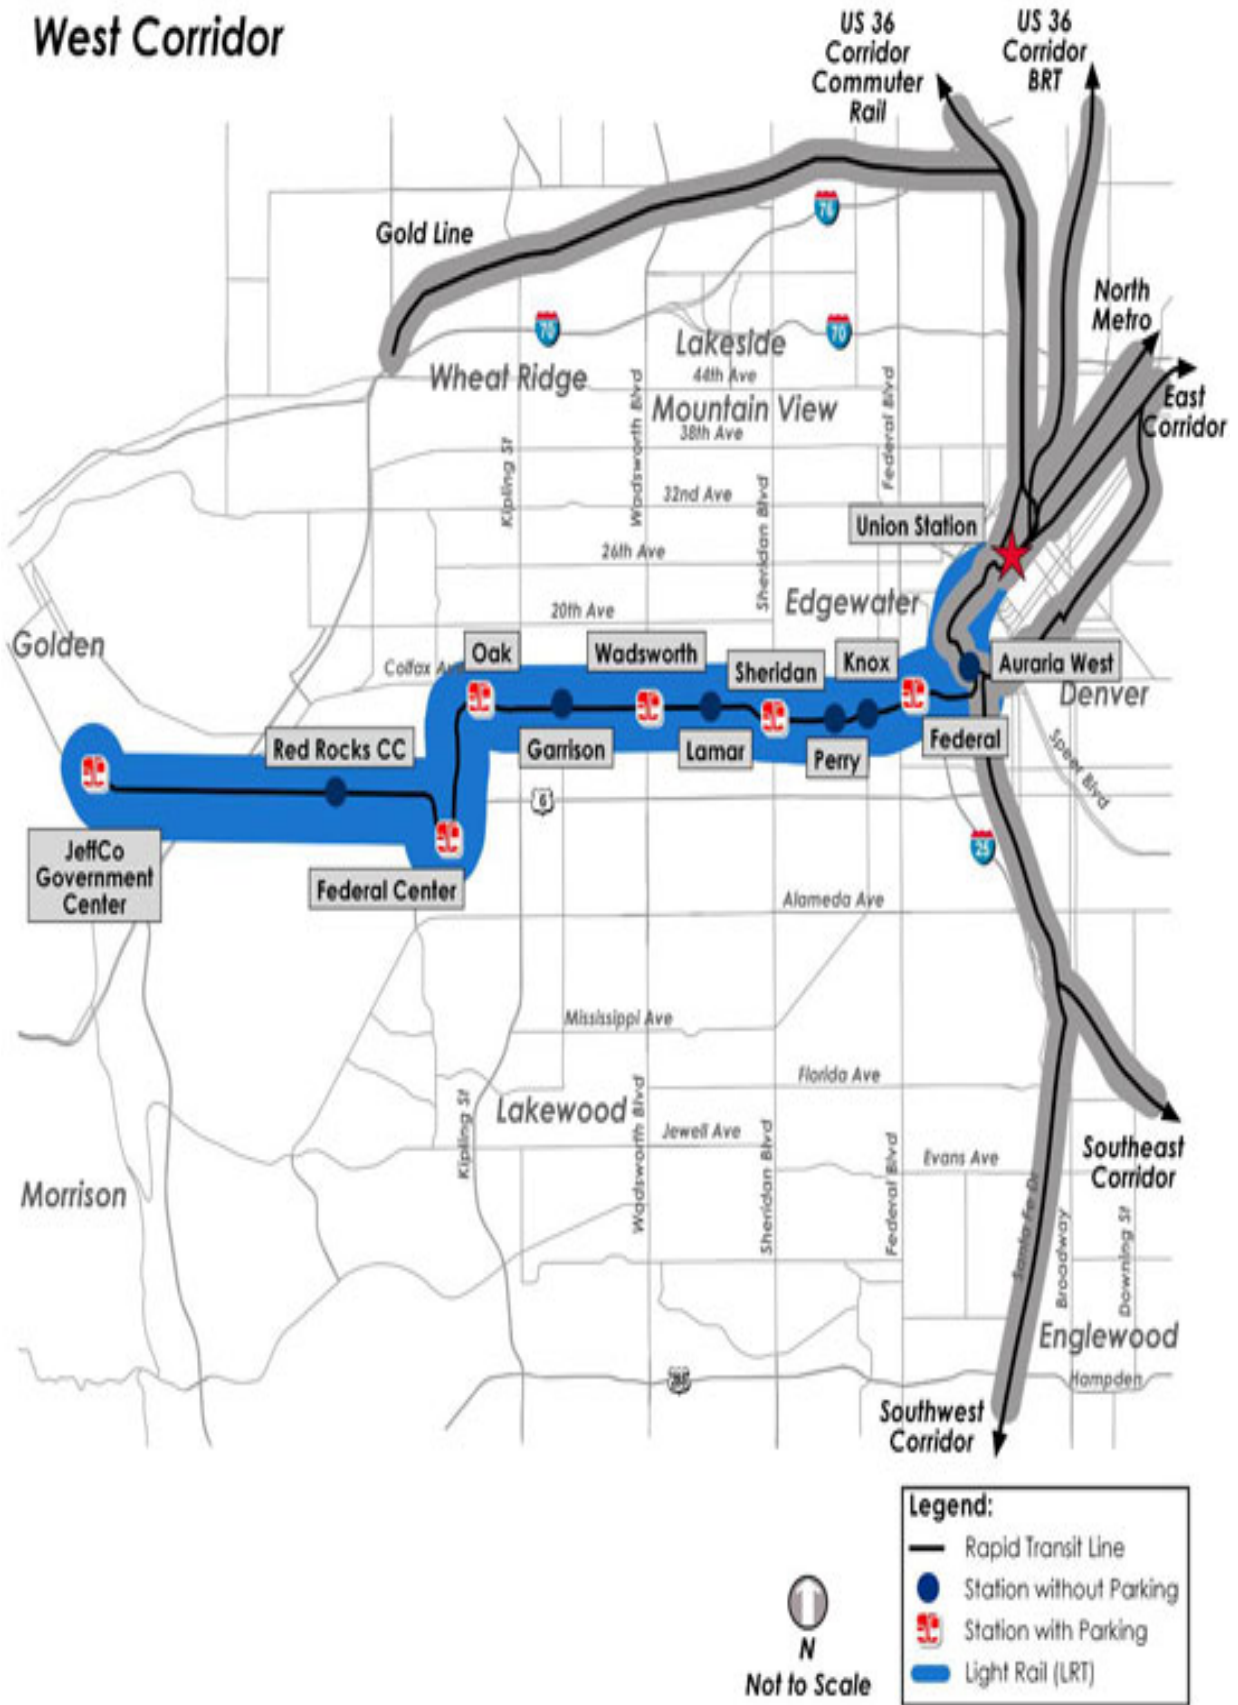 West Corridor
US 36
Corridor
Commuter
Rail
US 36
Corridor
BRT
76
Gold Line
North
Metro
70
70
Lakeside
Wheat Ridge
44th Ave
East
Corridor
Mountain View
38th Ave
Kipling St
Wadsworth Blvd
Sheridan Blvd
Federal Blvd
32nd Ave
Union Station
26th Ave
Edgewater
20th Ave
Golden
Oak
Wadsworth
Sheridan
Knox
Auraria West
Colfax
Denver
Red Rocks CC
Garrison
Lamar
Perry
Federal
Speer Blvd
6
25
JeffCo
Government
Center
Federal Center
Alameda Ave
Mississippi Ave
Florida Ave
Lakewood
Kipling St
Wadsworth Blvd
Sheridan Blvd
Federal Blvd
Jewell Ave
Evans Ave
Southeast
Corridor
Morrison
Santa Fe Dr
Broadway
Downing St
Englewood
Hampden
Southwest
Corridor
Legend:
Rapid Transit Line
Station without Parking
Station with Parking
Light Rail (LRT)
N
Not to Scale